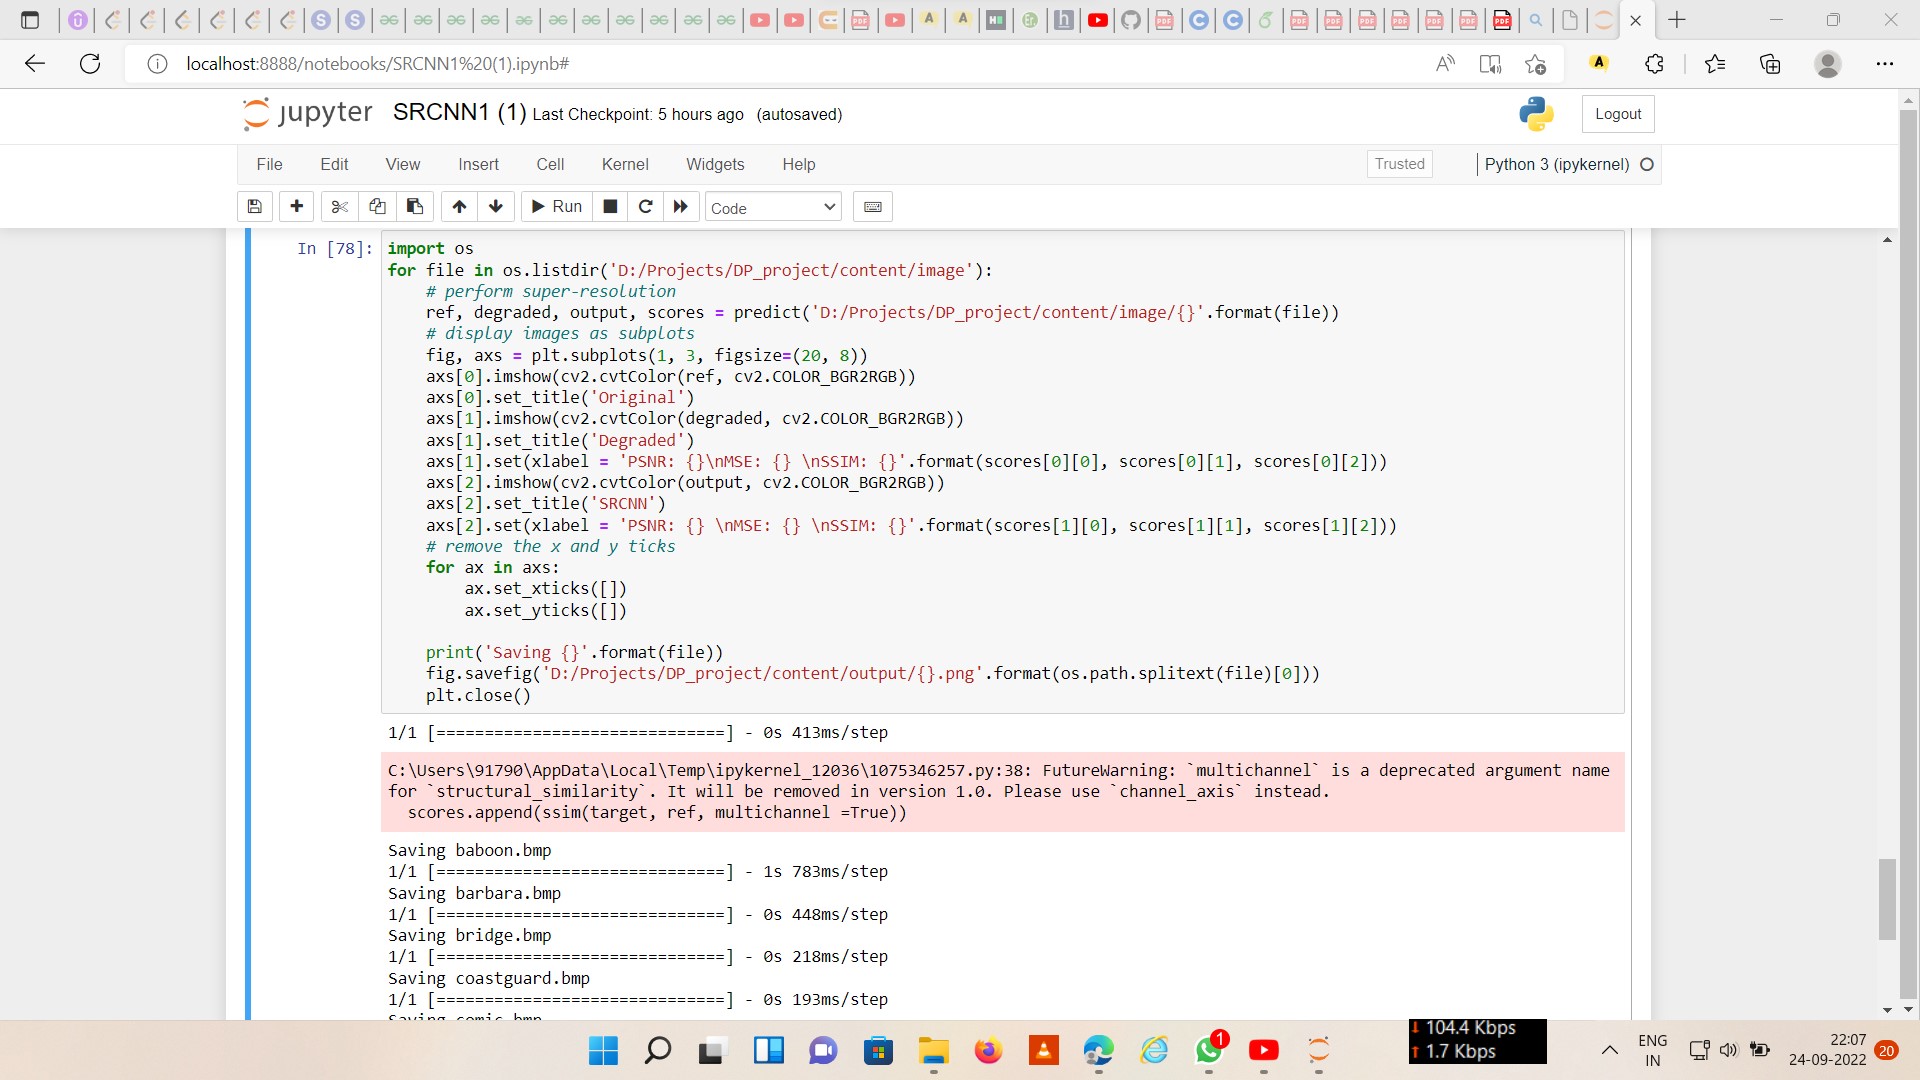 localhost:8888/notebooks/SRCNN1%20(1).ipynb#
jupyter SRCNN1 (1) Last Checkpoint: 5 hours ago (autosaved)
Logout
File Edit View Insert Cell Kernel Widgets Help
Trusted
Python 3 (ipykernel)
Run
Code
In [78]:
import os
for file in os.listdir('D:/Projects/DP_project/content/image'):
    # perform super-resolution
    ref, degraded, output, scores = predict('D:/Projects/DP_project/content/image/{}'.format(file))
    # display images as subplots
    fig, axs = plt.subplots(1, 3, figsize=(20, 8))
    axs[0].imshow(cv2.cvtColor(ref, cv2.COLOR_BGR2RGB))
    axs[0].set_title('Original')
    axs[1].imshow(cv2.cvtColor(degraded, cv2.COLOR_BGR2RGB))
    axs[1].set_title('Degraded')
    axs[1].set(xlabel = 'PSNR: {}\nMSE: {} \nSSIM: {}'.format(scores[0][0], scores[0][1], scores[0][2]))
    axs[2].imshow(cv2.cvtColor(output, cv2.COLOR_BGR2RGB))
    axs[2].set_title('SRCNN')
    axs[2].set(xlabel = 'PSNR: {} \nMSE: {} \nSSIM: {}'.format(scores[1][0], scores[1][1], scores[1][2]))
    # remove the x and y ticks
    for ax in axs:
        ax.set_xticks([])
        ax.set_yticks([])
    print('Saving {}'.format(file))
    fig.savefig('D:/Projects/DP_project/content/output/{}.png'.format(os.path.splitext(file)[0]))
    plt.close()
1/1 [==============================] - 0s 413ms/step
C:\Users\91790\AppData\Local\Temp\ipykernel_12036\1075346257.py:38: FutureWarning: `multichannel` is a deprecated argument name
for `structural_similarity`. It will be removed in version 1.0. Please use `channel_axis` instead.
  scores.append(ssim(target, ref, multichannel =True))
Saving baboon.bmp
1/1 [==============================] - 1s 783ms/step
Saving barbara.bmp
1/1 [==============================] - 0s 448ms/step
Saving bridge.bmp
1/1 [==============================] - 0s 218ms/step
Saving coastguard.bmp
1/1 [==============================] - 0s 193ms/step
Saving comic.bmp
104.4 Kbps
1.7 Kbps
ENG
IN
22:07
24-09-2022
20
1